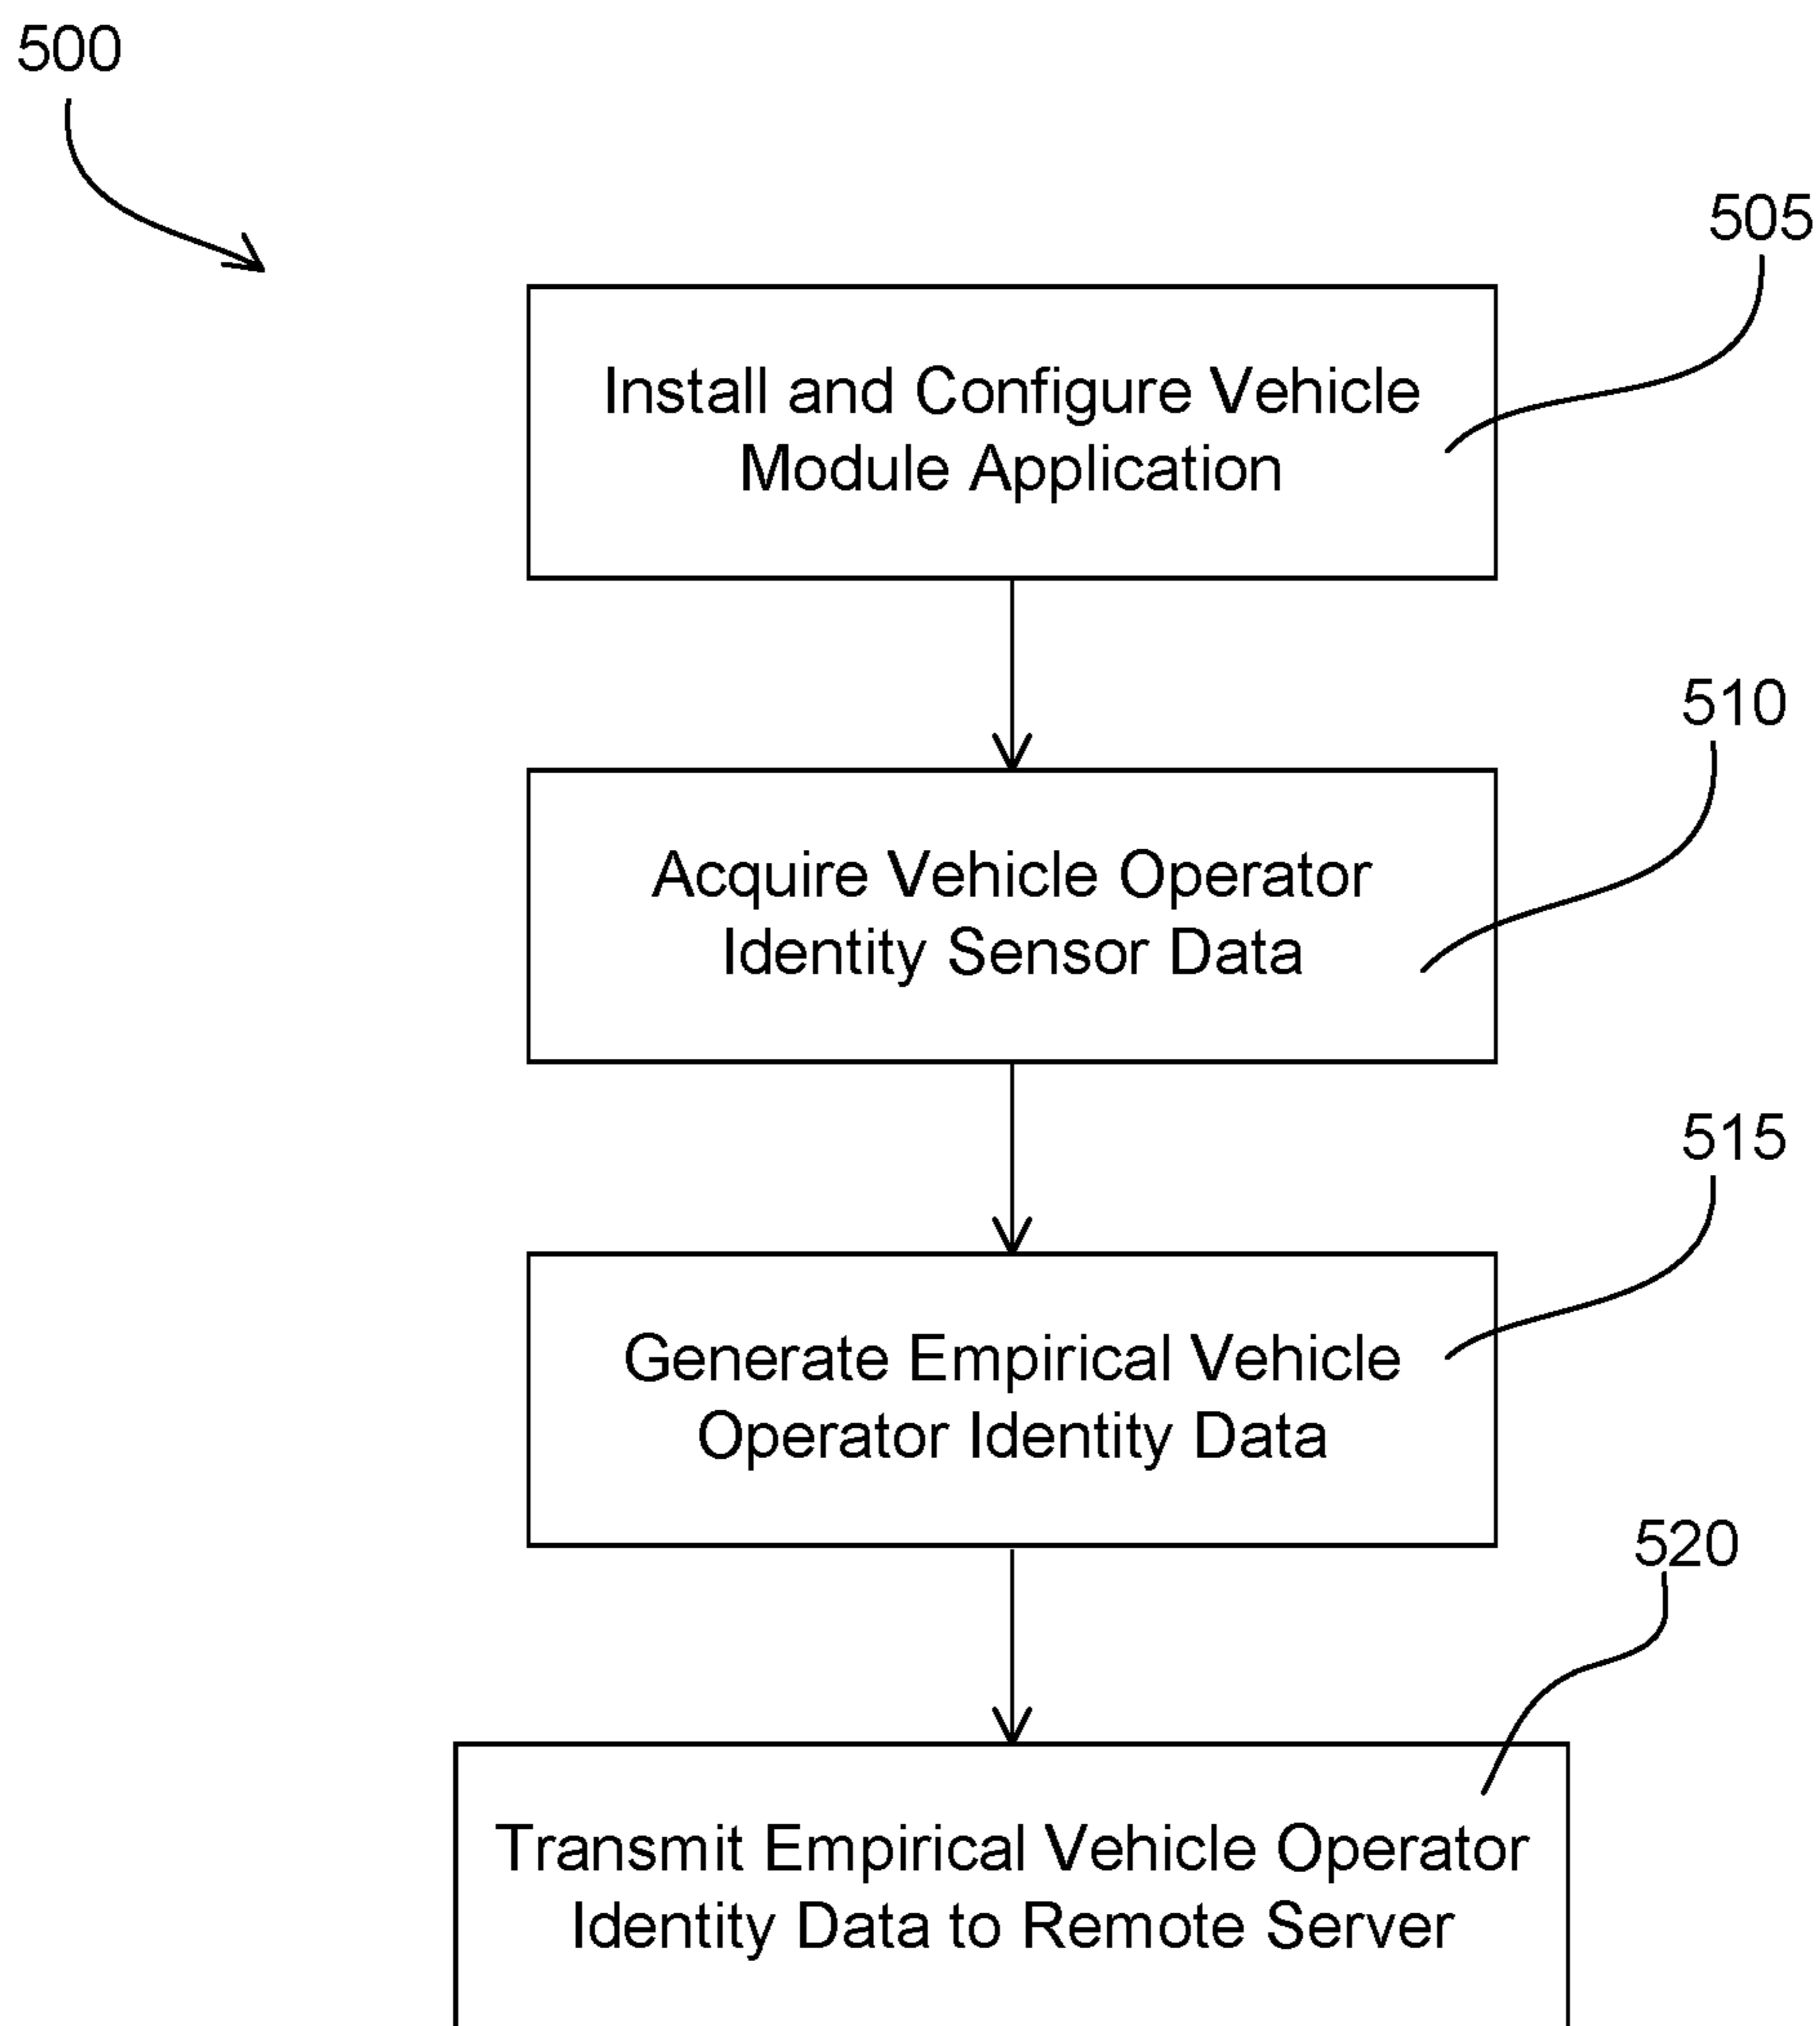 500
505
Install and Configure Vehicle
Module Application
510
Acquire Vehicle Operator
Identity Sensor Data
515
Generate Empirical Vehicle
Operator Identity Data
520
Transmit Empirical Vehicle Operator
Identity Data to Remote Server